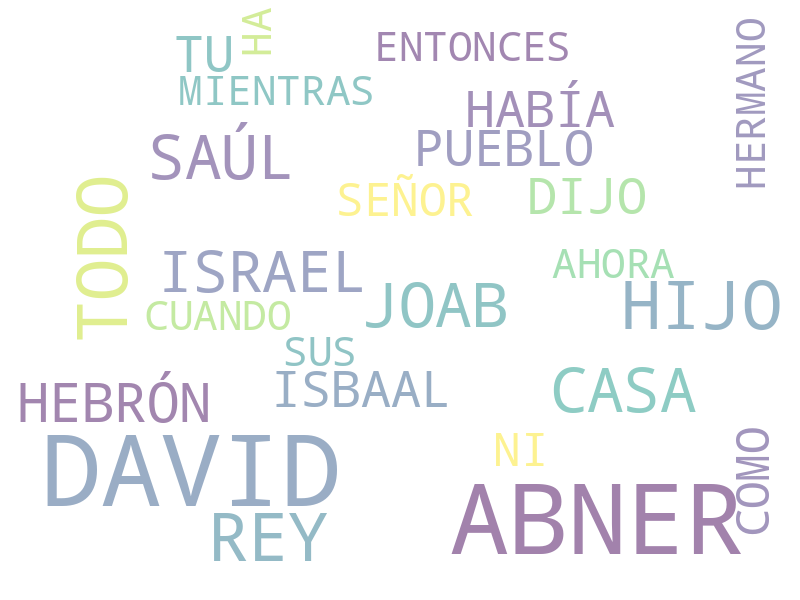 HA
TU
ENTONCES
HERMANO
MIENTRAS
HABÍA
SAÚL
PUEBLO
TODO
SEÑOR
DIJO
ISRAEL
AHORA
JOAB
HIJO
CUANDO
SUS
HEBRÓN
ISBAAL
CASA
DAVID
NI
COMO
REY
ABNER